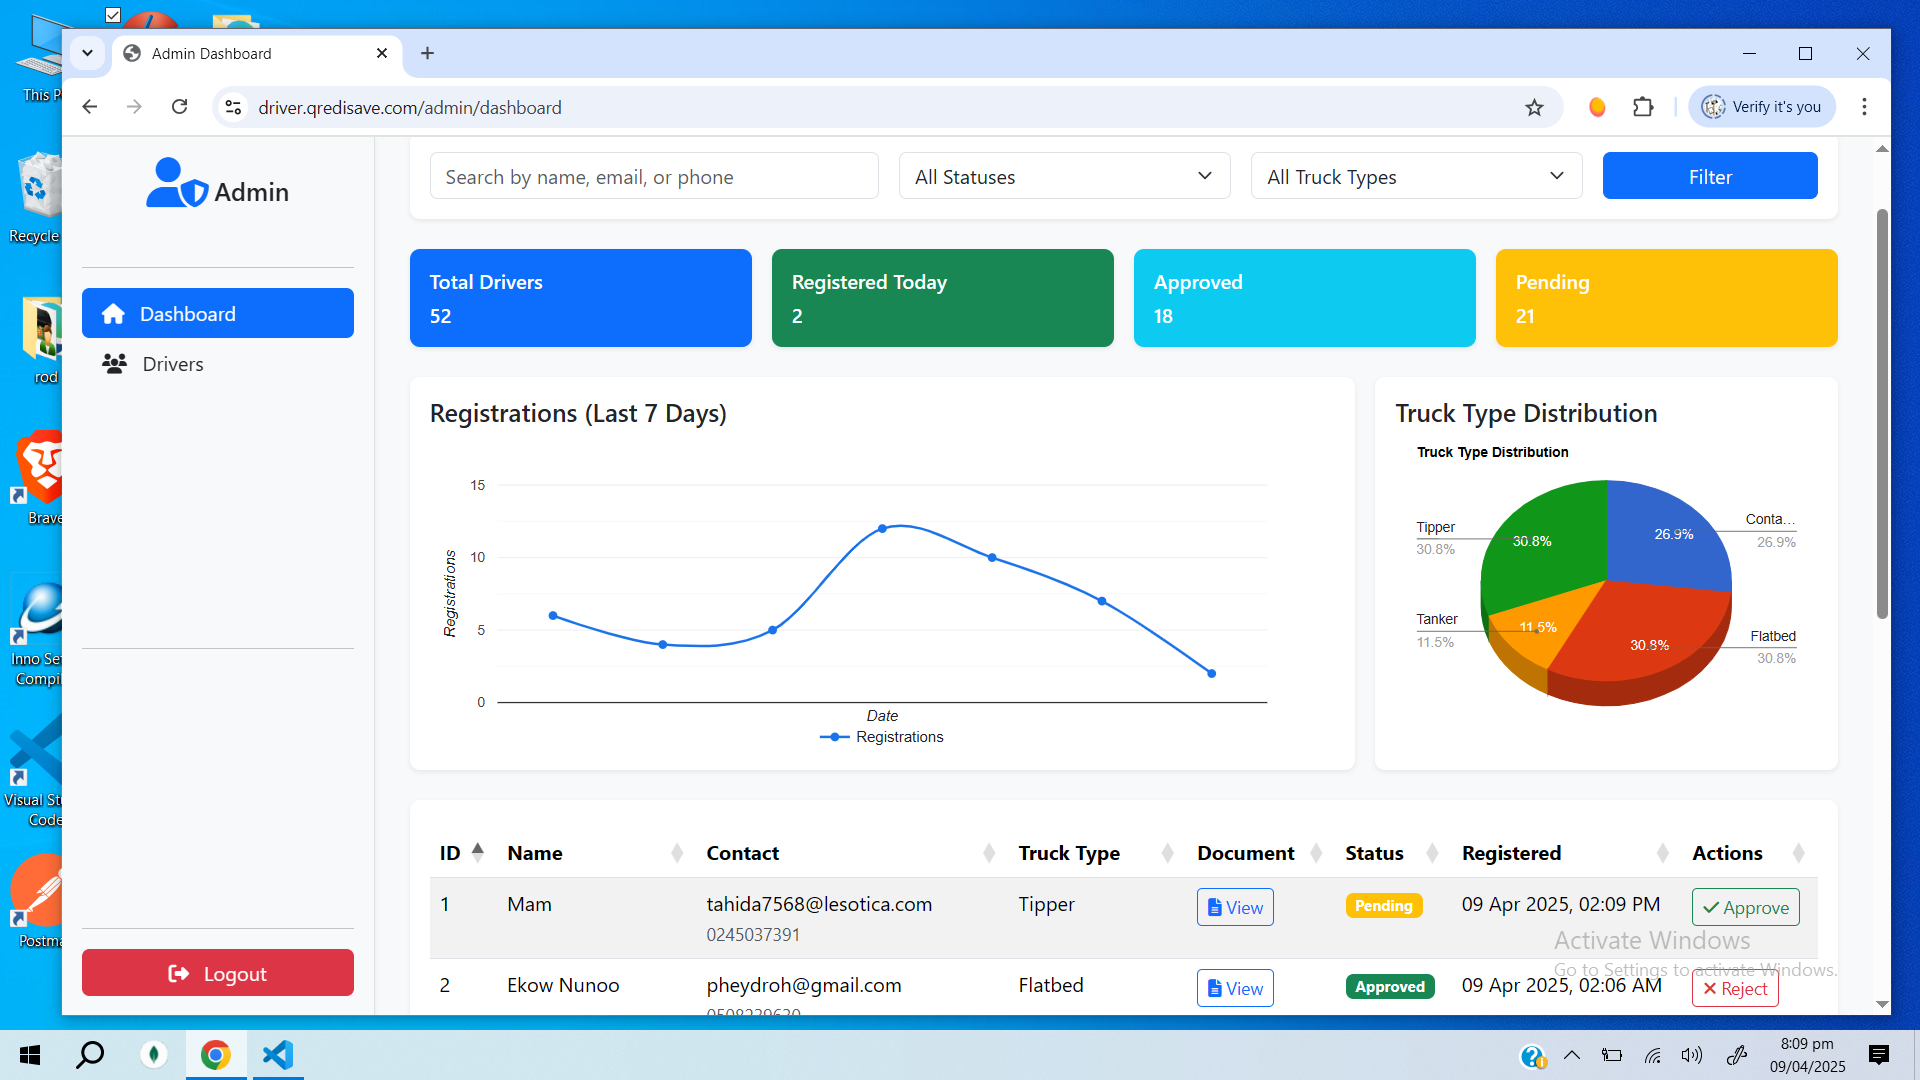 This P
Recycle
rod
Brave
Inno Se
Compil
Visual Stu
Code
Postma
Admin Dashboard
driver.qredisave.com/admin/dashboard
Verify it's you
Admin
Dashboard
Drivers
Logout
Search by name, email, or phone
All Statuses
All Truck Types
Filter
Total Drivers
52
Registered Today
2
Approved
18
Pending
21
Registrations (Last 7 Days)
15
10
5
0
Registrations
Date
Registrations
Truck Type Distribution
Truck Type Distribution
Tipper
30.8%
Tanker
11.5%
30.8%
26.9%
11.5%
30.8%
Conta...
26.9%
Flatbed
30.8%
ID Name Contact Truck Type Document Status Registered Actions
1 Mam tahida7568@lesotica.com Tipper View Pending 09 Apr 2025, 02:09 PM Approve
0245037391
2 Ekow Nunoo pheydroh@gmail.com Flatbed View Approved 09 Apr 2025, 02:06 AM Reject
Activate Windows
Go to Settings to activate Windows.
8:09 pm
09/04/2025